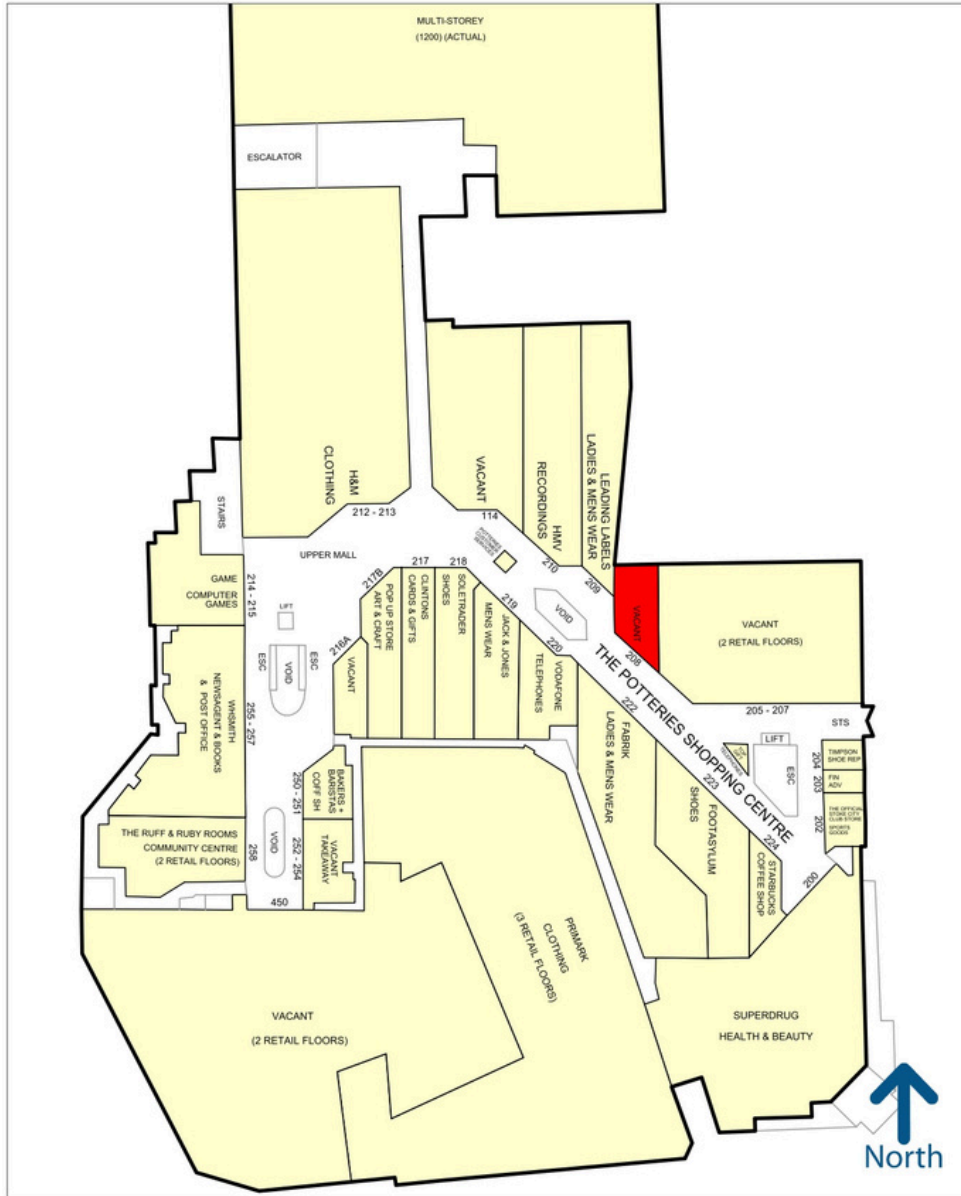 MULTI-STOREY
(1200) (ACTUAL)
ESCALATOR
H&M
CLOTHING
212 - 213
STAIRS
UPPER MALL
VACANT
114
HMV
RECORDINGS
210
LEADING LABELS
LADIES & MENS WEAR
209
POTTERIES
CUSTOMER
SERVICES
VOID
VACANT
208
VACANT
(2 RETAIL FLOORS)
205 - 207
STS
GAME
COMPUTER
GAMES
214 - 215
LIFT
ESC
VOID
ESC
WHSMITH
NEWSAGENT & BOOKS
& POST OFFICE
255 - 257
THE RUFF & RUBY ROOMS
COMMUNITY CENTRE
(2 RETAIL FLOORS)
258
VOID
450
216A
VACANT
217B
POP UP STORE
ART & CRAFT
217
CLINTONS
CARDS & GIFTS
218
SOLETRADER
SHOES
219
JACK & JONES
MENS WEAR
220
VODAFONE
TELEPHONES
BAKERS +
BARISTAS
COFF SH
250 - 251
VACANT
TAKEAWAY
252 - 254
THE POTTERIES SHOPPING CENTRE
222
FABRIK
LADIES & MENS WEAR
223
FOOTASYLUM
SHOES
224
STARBUCKS
COFFEE SHOP
TELEPHONES
LIFT
ESC
TIMPSON
SHOE REP
204
FIN
ADV
203
THE OFFICIAL
STOKE CITY
CLUB STORE
SPORTS
GOODS
202
200
SUPERDRUG
HEALTH & BEAUTY
PRIMARK
CLOTHING
(3 RETAIL FLOORS)
VACANT
(2 RETAIL FLOORS)
North